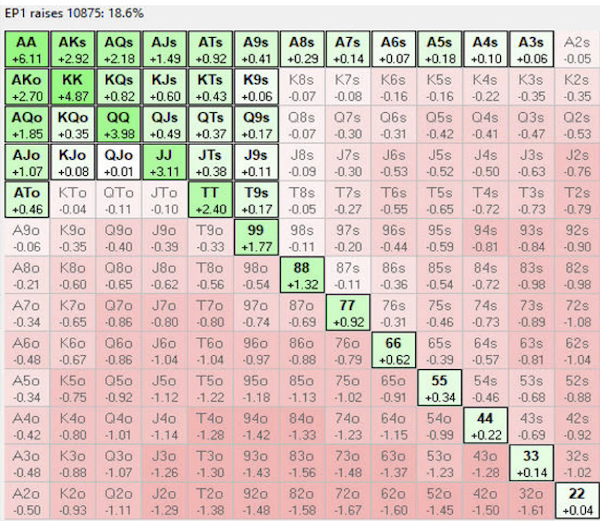 EP1 raises 10875: 18.6%
AA AKs AQs AJs ATs A9s A8s A7s A6s A5s A4s A3s A2s
+6.11 +2.92 +2.18 +1.49 +0.92 +0.41 +0.29 +0.14 +0.07 +0.18 +0.10 +0.06 -0.05
AKo KK KQs KJs KTs K9s K8s K7s K6s K5s K4s K3s K2s
+2.70 +4.87 +0.82 +0.60 +0.43 +0.06 -0.07 -0.08 -0.16 -0.16 -0.22 -0.35 -0.35
AQo KQo QQ QJs QTs Q9s Q8s Q7s Q6s Q5s Q4s Q3s Q2s
+1.85 +0.35 +3.98 +0.49 +0.37 +0.17 -0.07 -0.30 -0.31 -0.42 -0.41 -0.47 -0.53
AJo KJo QJo JJ JTs J9s J8s J7s J6s J5s J4s J3s J2s
+1.07 +0.08 +0.01 +3.11 +0.38 +0.11 -0.09 -0.30 -0.53 -0.52 -0.50 -0.63 -0.76
ATo KTo QTo JTo TT T9s T8s T7s T6s T5s T4s T3s T2s
+0.46 -0.04 -0.11 -0.10 +2.40 +0.17 -0.05 -0.27 -0.55 -0.65 -0.72 -0.73 -0.79
A9o K9o Q9o J9o T9o 99 98s 97s 96s 95s 94s 93s 92s
-0.06 -0.35 -0.40 -0.39 -0.33 +1.77 -0.11 -0.20 -0.44 -0.59 -0.81 -0.84 -0.90
A8o K8o Q8o J8o T8o 98o 88 87s 86s 85s 84s 83s 82s
-0.21 -0.60 -0.65 -0.62 -0.56 -0.54 +1.32 -0.11 -0.36 -0.54 -0.72 -0.98 -0.98
A7o K7o Q7o J7o T7o 97o 87o 77 76s 75s 74s 73s 72s
-0.34 -0.65 -0.86 -0.80 -0.80 -0.74 -0.69 +0.92 -0.31 -0.46 -0.73 -0.89 -1.08
A6o K6o Q6o J6o T6o 96o 86o 76o 66 65s 64s 63s 62s
-0.48 -0.67 -0.86 -1.04 -1.04 -0.97 -0.88 -0.79 +0.62 -0.39 -0.57 -0.81 -1.04
A5o K5o Q5o J5o T5o 95o 85o 75o 65o 55 54s 53s 52s
-0.34 -0.75 -0.92 -1.12 -1.22 -1.18 -1.13 -1.02 -0.91 +0.34 -0.46 -0.68 -0.88
A4o K4o Q4o J4o T4o 94o 84o 74o 64o 54o 44 43s 42s
-0.42 -0.80 -1.01 -1.14 -1.28 -1.42 -1.33 -1.23 -1.15 -0.99 +0.22 -0.69 -0.92
A3o K3o Q3o J3o T3o 93o 83o 73o 63o 53o 43o 33 32s
-0.48 -0.88 -1.07 -1.26 -1.30 -1.43 -1.56 -1.48 -1.37 -1.23 -1.28 +0.14 -1.02
A2o K2o Q2o J2o T2o 92o 82o 72o 62o 52o 42o 32o 22
-0.50 -0.93 -1.11 -1.29 -1.38 -1.48 -1.58 -1.67 -1.60 -1.45 -1.50 -1.61 +0.04